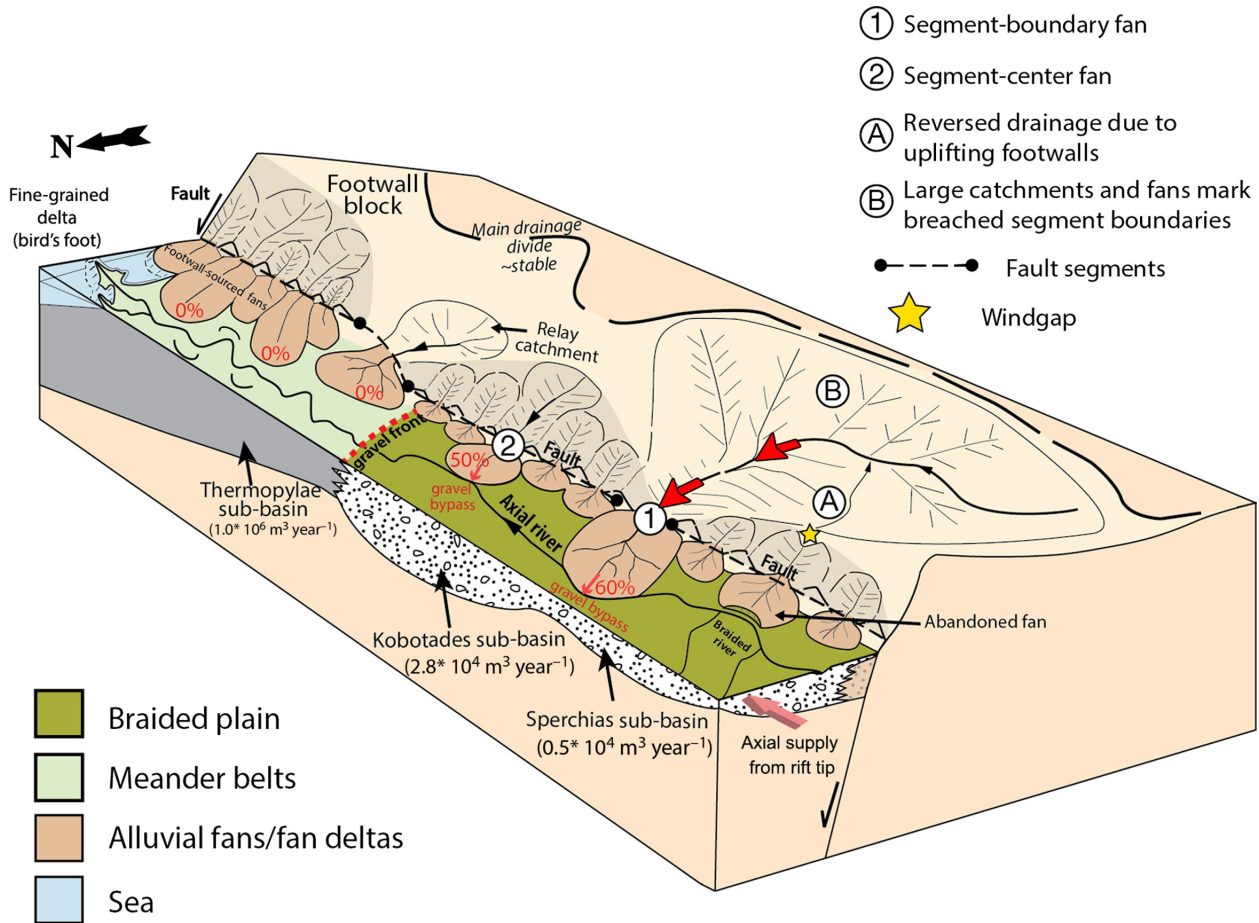 1 Segment-boundary fan
2 Segment-center fan
A Reversed drainage due to
uplifting footwalls
B Large catchments and fans mark
breached segment boundaries
Fault segments
Windgap
N
Fine-grained
delta
(bird's foot)
Fault
Footwall
block
Main drainage
divide
~stable
Footwall-sourced fans
0%
0%
0%
Relay
catchment
B
A
2
Fault
50%
gravel
bypass
gravel front
Axial river
1
60%
gravel bypass
Fault
Braided
river
Abandoned fan
Thermopylae
sub-basin
(1.0* 10⁶ m³ year⁻¹)
Kobotades sub-basin
(2.8* 10⁴ m³ year⁻¹)
Sperchias sub-basin
(0.5* 10⁴ m³ year⁻¹)
Axial supply
from rift tip
Braided plain
Meander belts
Alluvial fans/fan deltas
Sea